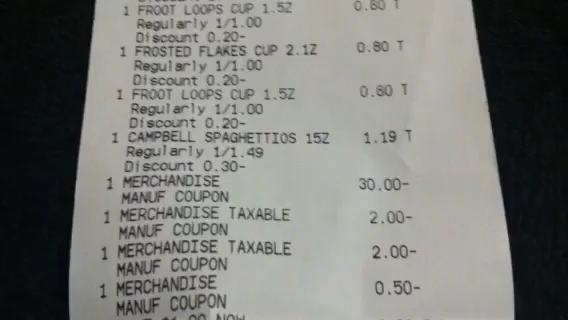 1 FROOT LOOPS CUP 1.5Z 0.80 T
Regularly 1/1.00
Discount 0.20-
1 FROSTED FLAKES CUP 2.1Z 0.80 T
Regularly 1/1.00
Discount 0.20-
1 FROOT LOOPS CUP 1.5Z 0.80 T
Regularly 1/1.00
Discount 0.20-
1 CAMPBELL SPAGHETTIOS 15Z 1.19 T
Regularly 1/1.49
Discount 0.30-
1 MERCHANDISE 30.00-
MANUF COUPON
1 MERCHANDISE TAXABLE 2.00-
MANUF COUPON
1 MERCHANDISE TAXABLE 2.00-
MANUF COUPON
1 MERCHANDISE 0.50-
MANUF COUPON